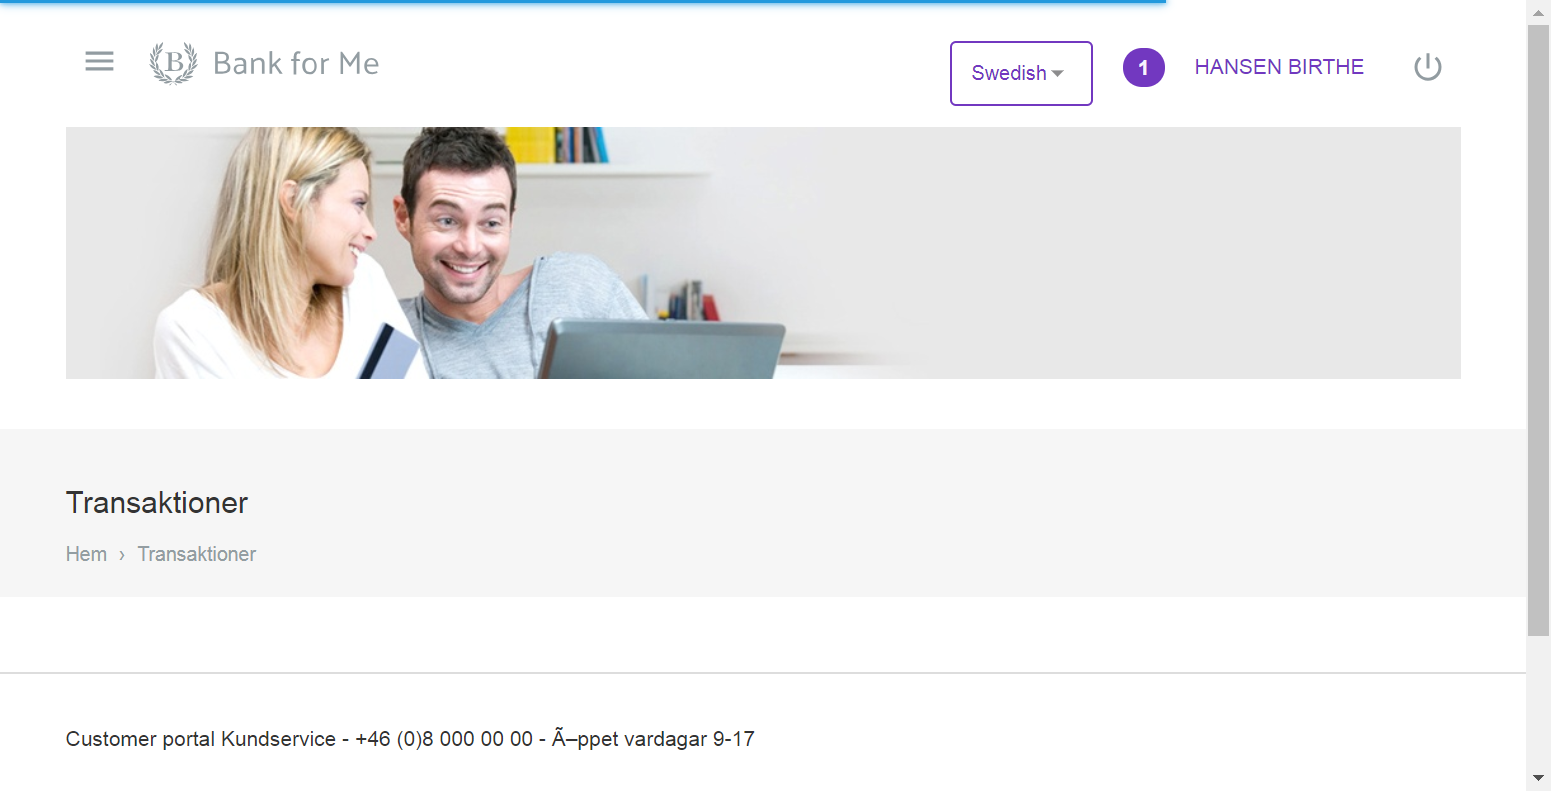 B Bank for Me
Swedish
1
HANSEN BIRTHE
Transaktioner
Hem › Transaktioner
Customer portal Kundservice - +46 (0)8 000 00 00 - Ã–ppet vardagar 9-17